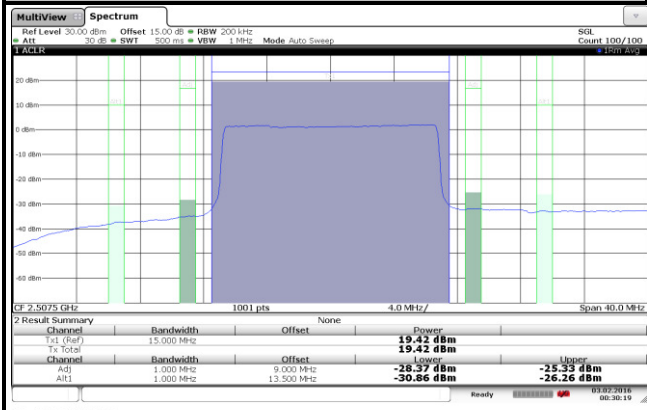 MultiView Spectrum
Ref Level 30.00 dBm Offset 15.00 dB RBW 200 kHz SGL
Att 30 dB SWT 500 ms VBW 1 MHz Mode Auto Sweep Count 100/100
1 ACLR 1Rm Avg
20 dBm
10 dBm
0 dBm
-10 dBm
-20 dBm
-30 dBm
-40 dBm
-50 dBm
-60 dBm
CF 2.5075 GHz 1001 pts 4.0 MHz/ Span 40.0 MHz
2 Result Summary None
Channel Bandwidth Offset Power
Tx1 (Ref) 15.000 MHz 19.42 dBm
Tx Total 19.42 dBm
Channel Bandwidth Offset Lower Upper
Adj 1.000 MHz 9.000 MHz -28.37 dBm -25.33 dBm
Alt1 1.000 MHz 13.500 MHz -30.86 dBm -26.26 dBm
Ready 03.02.2016
00:30:19